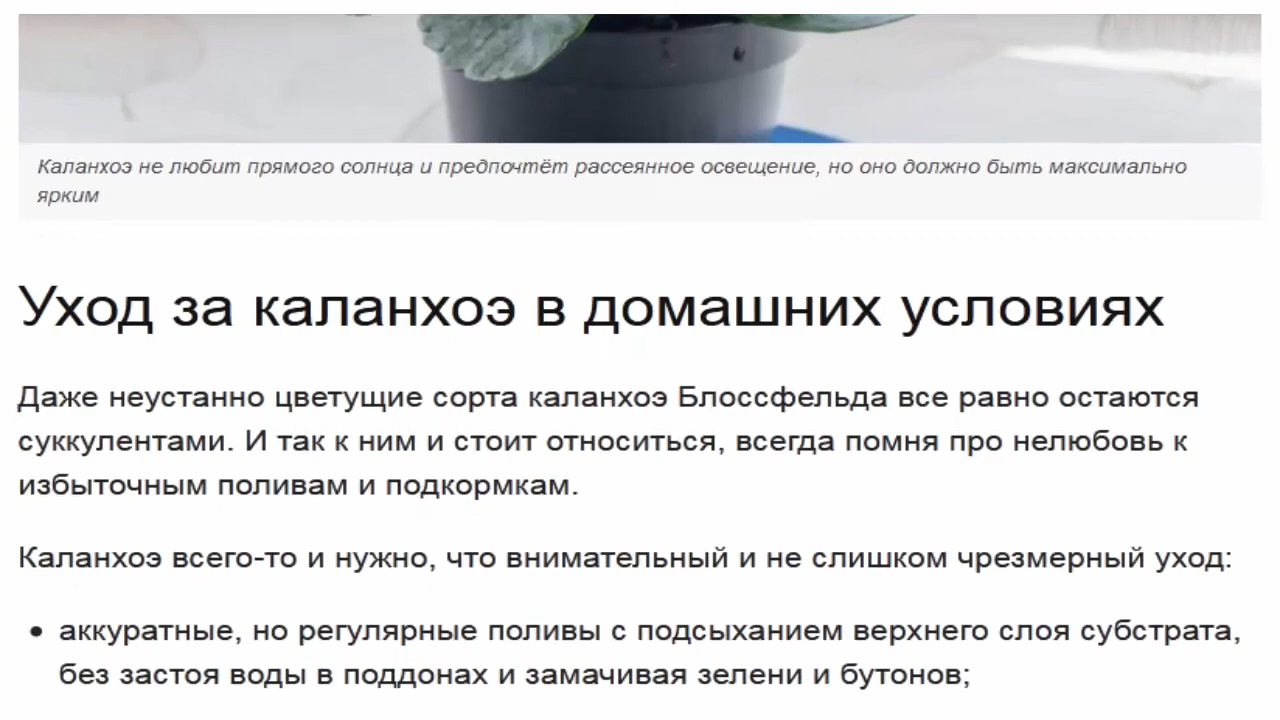 Каланхоэ не любит прямого солнца и предпочтёт рассеянное освещение, но оно должно быть максимально
ярким
Уход за каланхоэ в домашних условиях
Даже неустанно цветущие сорта каланхоэ Блоссфельда все равно остаются
суккулентами. И так к ним и стоит относиться, всегда помня про нелюбовь к
избыточным поливам и подкормкам.
Каланхоэ всего-то и нужно, что внимательный и не слишком чрезмерный уход:
• аккуратные, но регулярные поливы с подсыханием верхнего слоя субстрата,
без застоя воды в поддонах и замачивая зелени и бутонов;